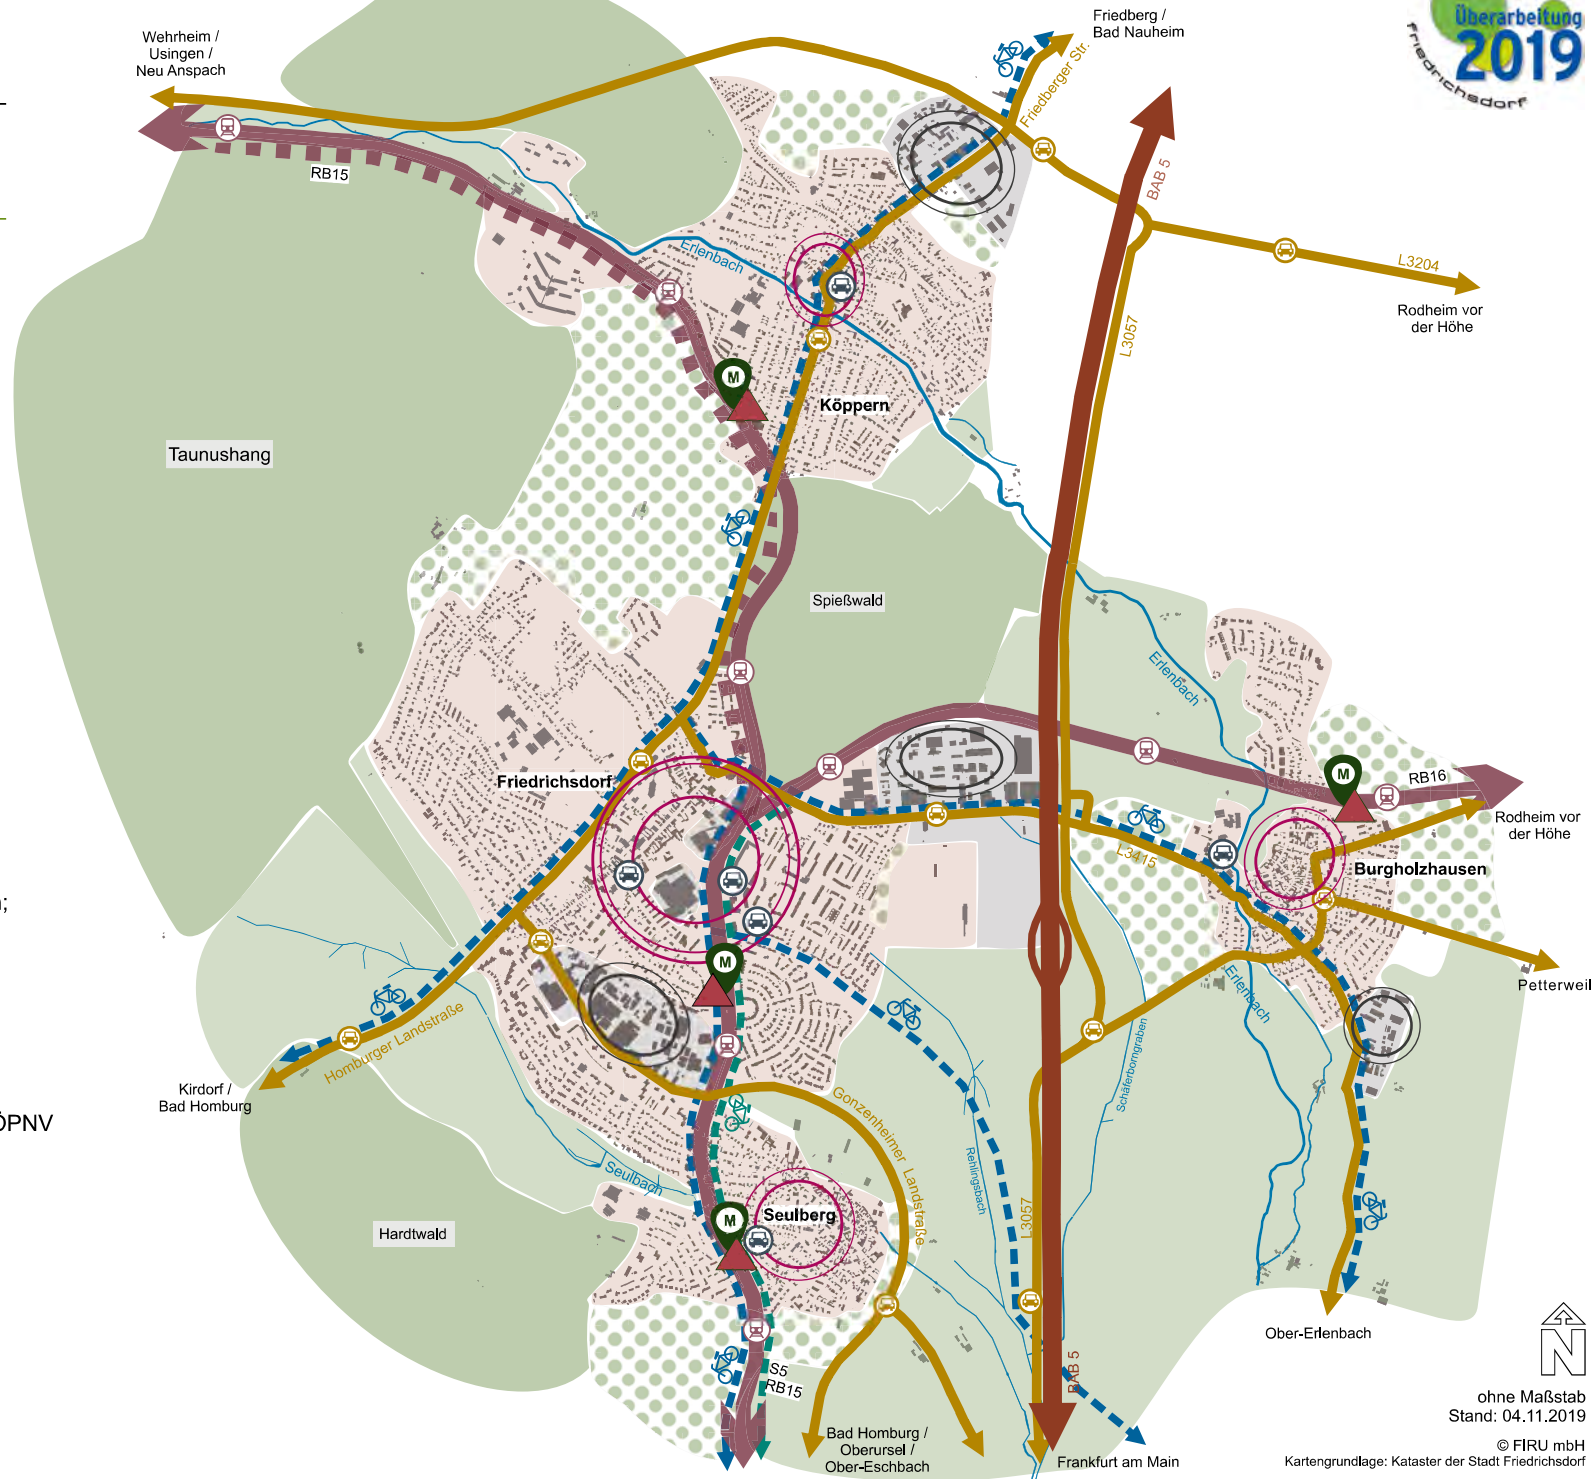 Überarbeitung
2019
friedrichsdorf
Friedberg /
Bad Nauheim
Wehrheim /
Usingen /
Neu Anspach
Friedberger Str.
RB15
BAB 5
Erlenbach
L3204
Rodheim vor
der Höhe
L3057
M
Köppern
Taunushang
Spießwald
Erlenbach
Friedrichsdorf
M
RB16
Rodheim vor
der Höhe
L3415
Burgholzhausen
n;
M
Petterweil
Erlenbach
Homburger Landstraße
Schäferborngraben
Kirdorf /
Bad Homburg
ÖPNV
Gonzenheimer Landstraße
Rehlingsbach
Seulbach
M
Seulberg
L3057
Hardtwald
Ober-Erlenbach
N
S5
RB15
BAB 5
ohne Maßstab
Stand: 04.11.2019
Bad Homburg /
Oberursel /
Ober-Eschbach
Frankfurt am Main
© FIRU mbH
Kartengrundlage: Kataster der Stadt Friedrichsdorf